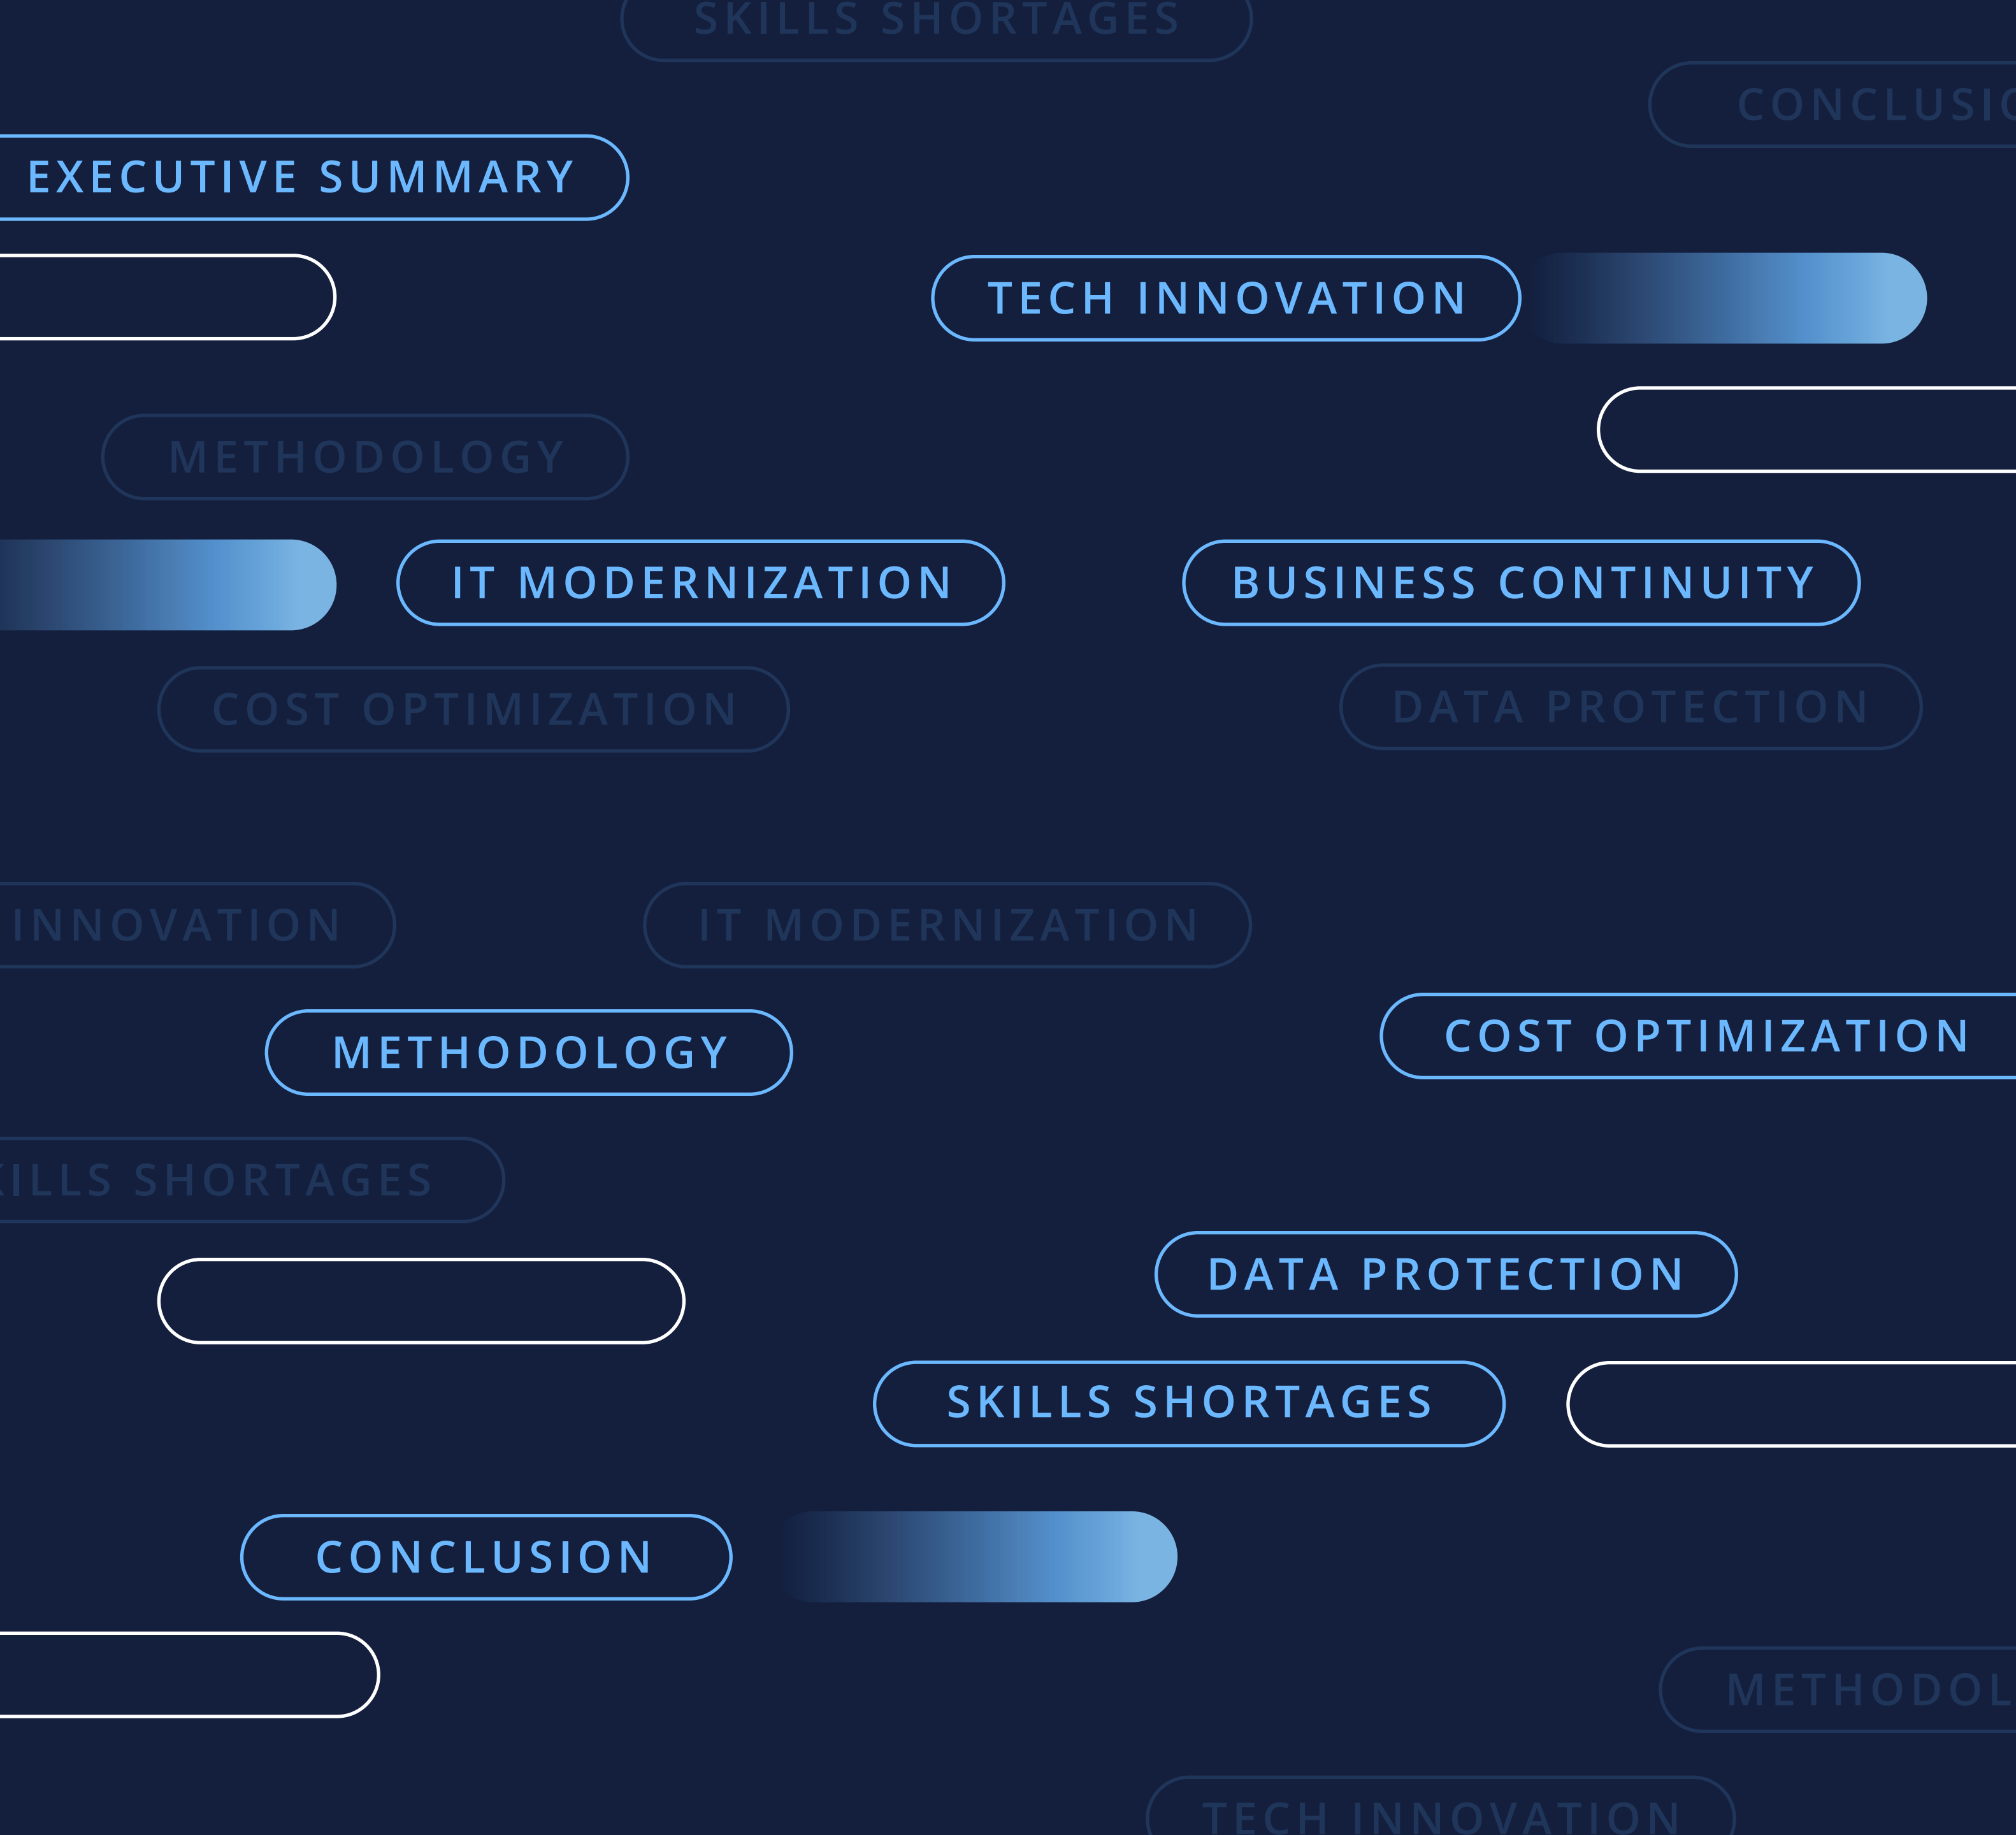 SKILLS SHORTAGES
CONCLUSIO
EXECUTIVE SUMMARY
TECH INNOVATION
METHODOLOGY
IT MODERNIZATION
BUSINESS CONTINUITY
COST OPTIMIZATION
DATA PROTECTION
INNOVATION
IT MODERNIZATION
METHODOLOGY
COST OPTIMIZATION
KILLS SHORTAGES
DATA PROTECTION
SKILLS SHORTAGES
CONCLUSION
METHODOL
TECH INNOVATION